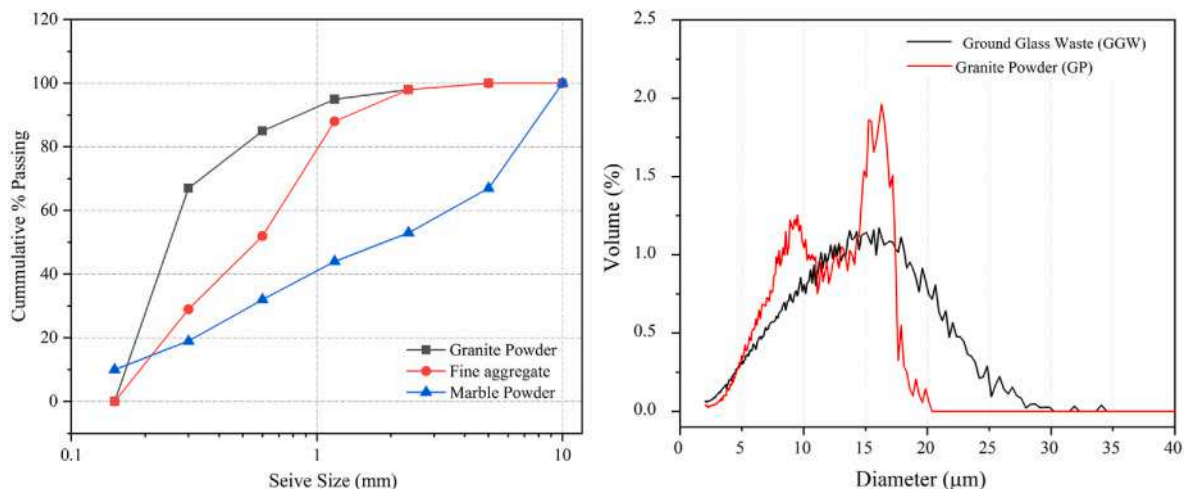 120
100
80
60
40
20
0
Cummulative % Passing
Granite Powder
Fine aggregate
Marble Powder
0.1
1
10
Seive Size (mm)
2.5
2.0
1.5
1.0
0.5
0.0
Volume (%)
Ground Glass Waste (GGW)
Granite Powder (GP)
0
5
10
15
20
25
30
35
40
Diameter (μm)